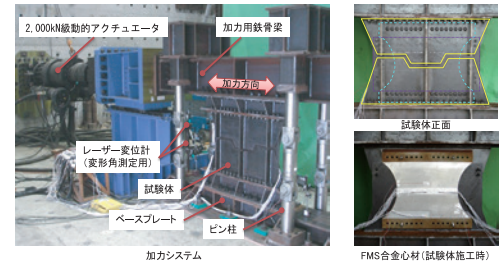 2,000kN級動的アクチュエータ
加力用鉄骨梁
加力方向
レーザー変位計
(変形角測定用)
試験体
ベースプレート
ピン柱
加力システム
試験体正面
FMS合金心材(試験体施工時)